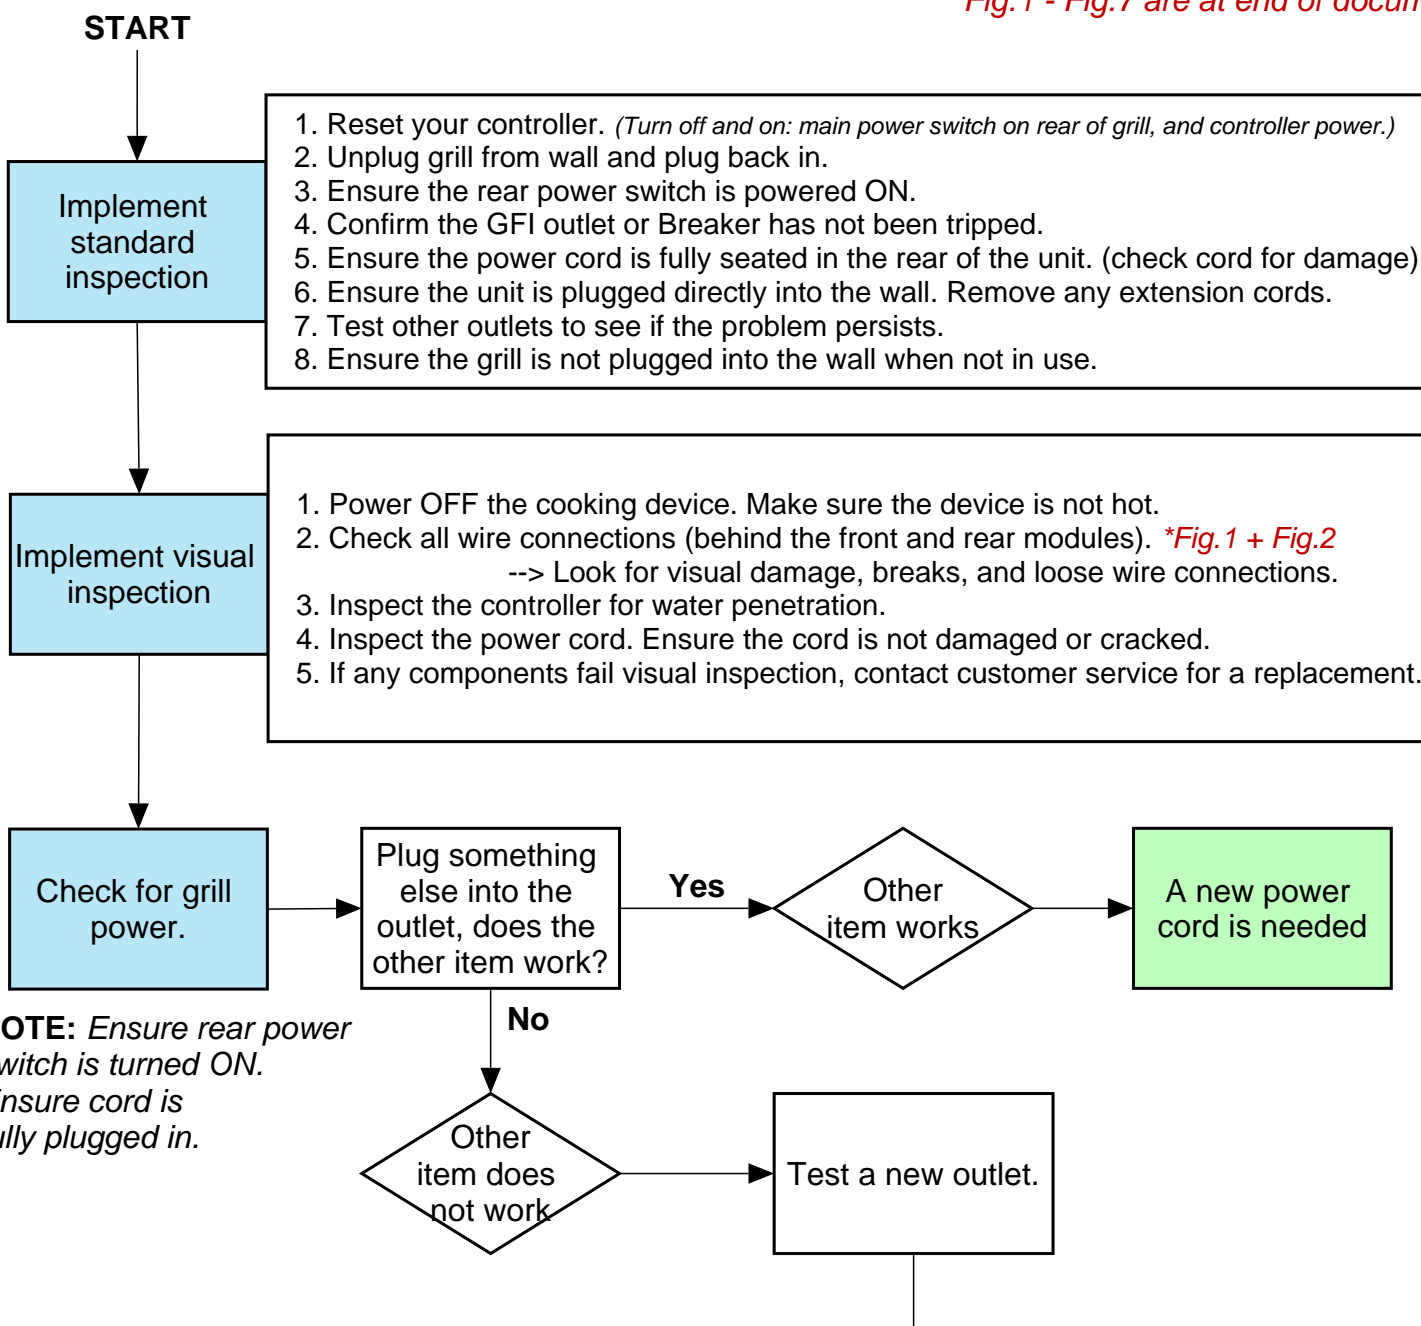 Fig.1 - Fig.7 are at end of docum
START
1. Reset your controller. (Turn off and on: main power switch on rear of grill, and controller power.)
2. Unplug grill from wall and plug back in.
3. Ensure the rear power switch is powered ON.
4. Confirm the GFI outlet or Breaker has not been tripped.
5. Ensure the power cord is fully seated in the rear of the unit. (check cord for damage)
6. Ensure the unit is plugged directly into the wall. Remove any extension cords.
7. Test other outlets to see if the problem persists.
8. Ensure the grill is not plugged into the wall when not in use.
Implement
standard
inspection
1. Power OFF the cooking device. Make sure the device is not hot.
2. Check all wire connections (behind the front and rear modules). *Fig.1 + Fig.2
--> Look for visual damage, breaks, and loose wire connections.
3. Inspect the controller for water penetration.
4. Inspect the power cord. Ensure the cord is not damaged or cracked.
5. If any components fail visual inspection, contact customer service for a replacement.
Implement visual
inspection
Check for grill
power.
Plug something
else into the
outlet, does the
other item work?
Yes
Other
item works
A new power
cord is needed
OTE: Ensure rear power
witch is turned ON.
nsure cord is
ully plugged in.
No
Other
item does
not work
Test a new outlet.